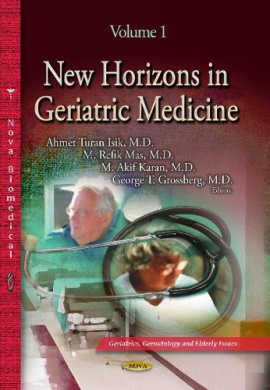 Volume 1
New Horizons in
Geriatric Medicine
Ahmet Turan Isik, M.D.
M. Refik Mas, M.D.
M. Akif Karan, M.D.
George T. Grossberg, M.D.
Editors
Nova Biomedical
Geriatrics, Gerontology and Elderly Issues
NOVA